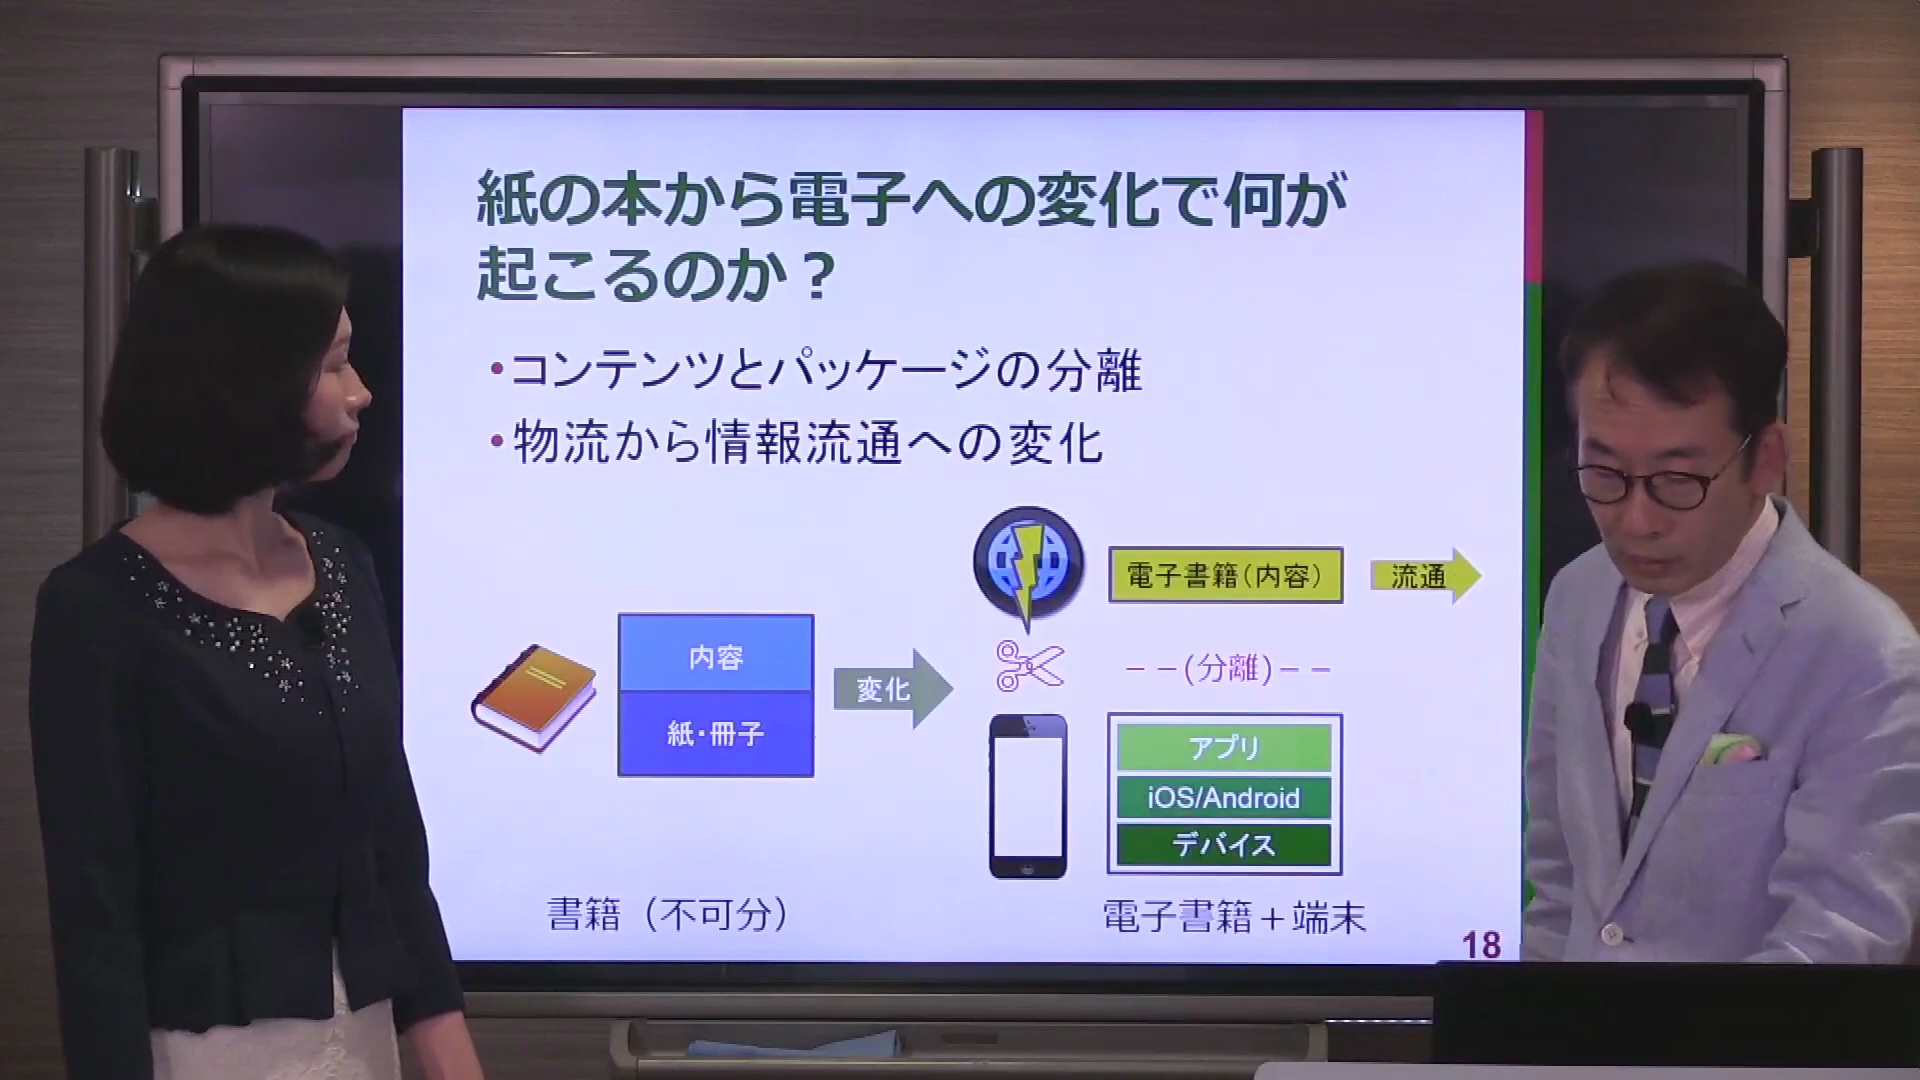 紙の本から電子への変化で何が
起こるのか？
・コンテンツとパッケージの分離
・物流から情報流通への変化
電子書籍（内容）
流通
内容
紙・冊子
変化
－－(分離)－－
アプリ
iOS/Android
デバイス
書籍（不可分）
電子書籍＋端末
18